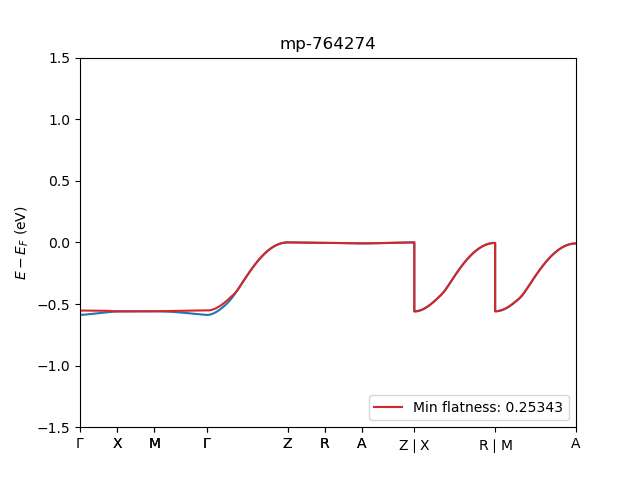 mp-764274
1.5
1.0
0.5
0.0
−0.5
−1.0
−1.5
E − E_F (eV)
Γ X M Γ Z R A Z | X R | M A
Min flatness: 0.25343